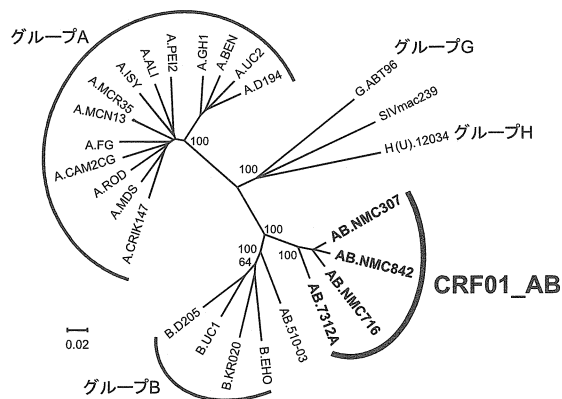 グループA
A.CRIK147
A.MDS
A.ROD
A.CAM2CG
A.FG
A.MCN13
A.MCR35
A.ISY
A.ALI
A.PEI2
A.GH1
A.BEN
A.UC2
A.D194
100
グループG
G.ABT96
SIVmac239
H(U).12034
グループH
100
AB.NMC307
AB.NMC842
AB.NMC716
AB.7312A
CRF01_AB
100
100
100
64
AB.510-03
B.EHO
B.KR020
B.UC1
B.D205
グループB
0.02